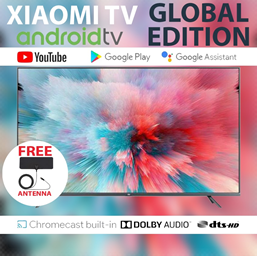 XIAOMI TV GLOBAL
androidtv EDITION
YouTube Google Play Google Assistant
FREE
ANTENNA
Chromecast built-in DOLBY AUDIO dts-HD